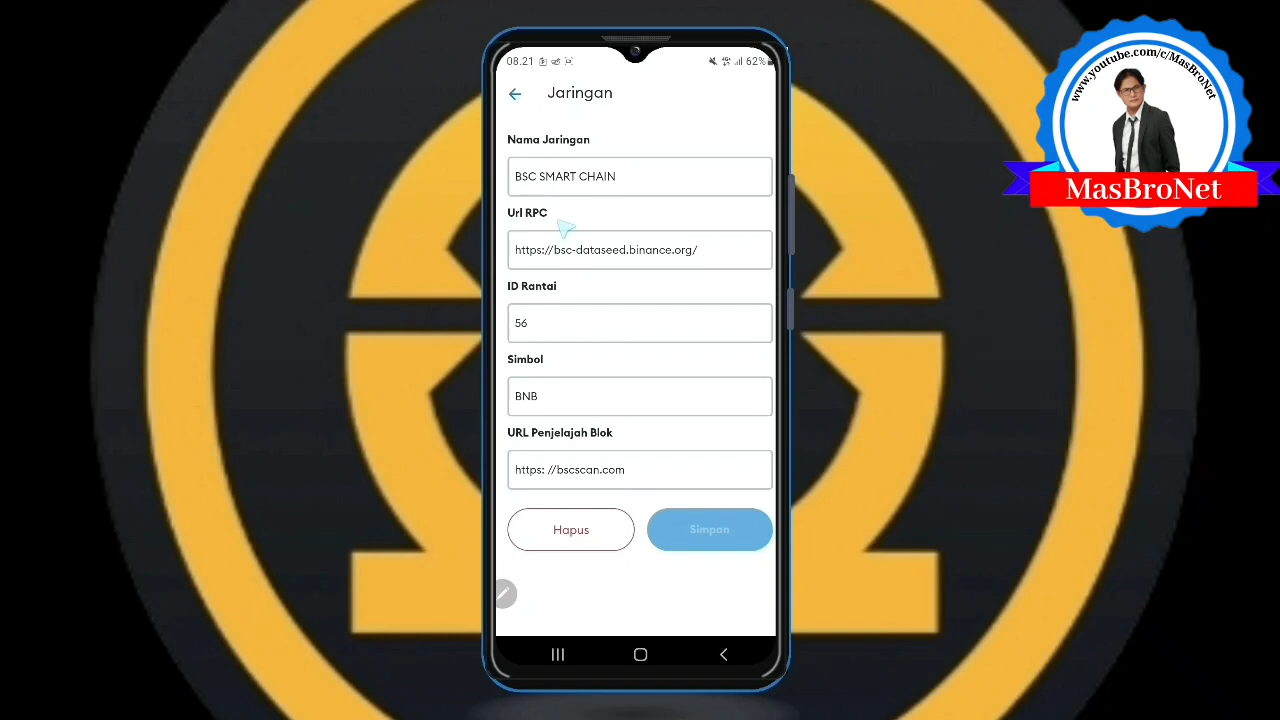 08.21
62%
Jaringan
Nama Jaringan
BSC SMART CHAIN
Url RPC
https://bsc-dataseed.binance.org/
ID Rantai
56
Simbol
BNB
URL Penjelajah Blok
https: //bscscan.com
Hapus
Simpan
www.youtube.com/c/MasBroNet
MasBroNet